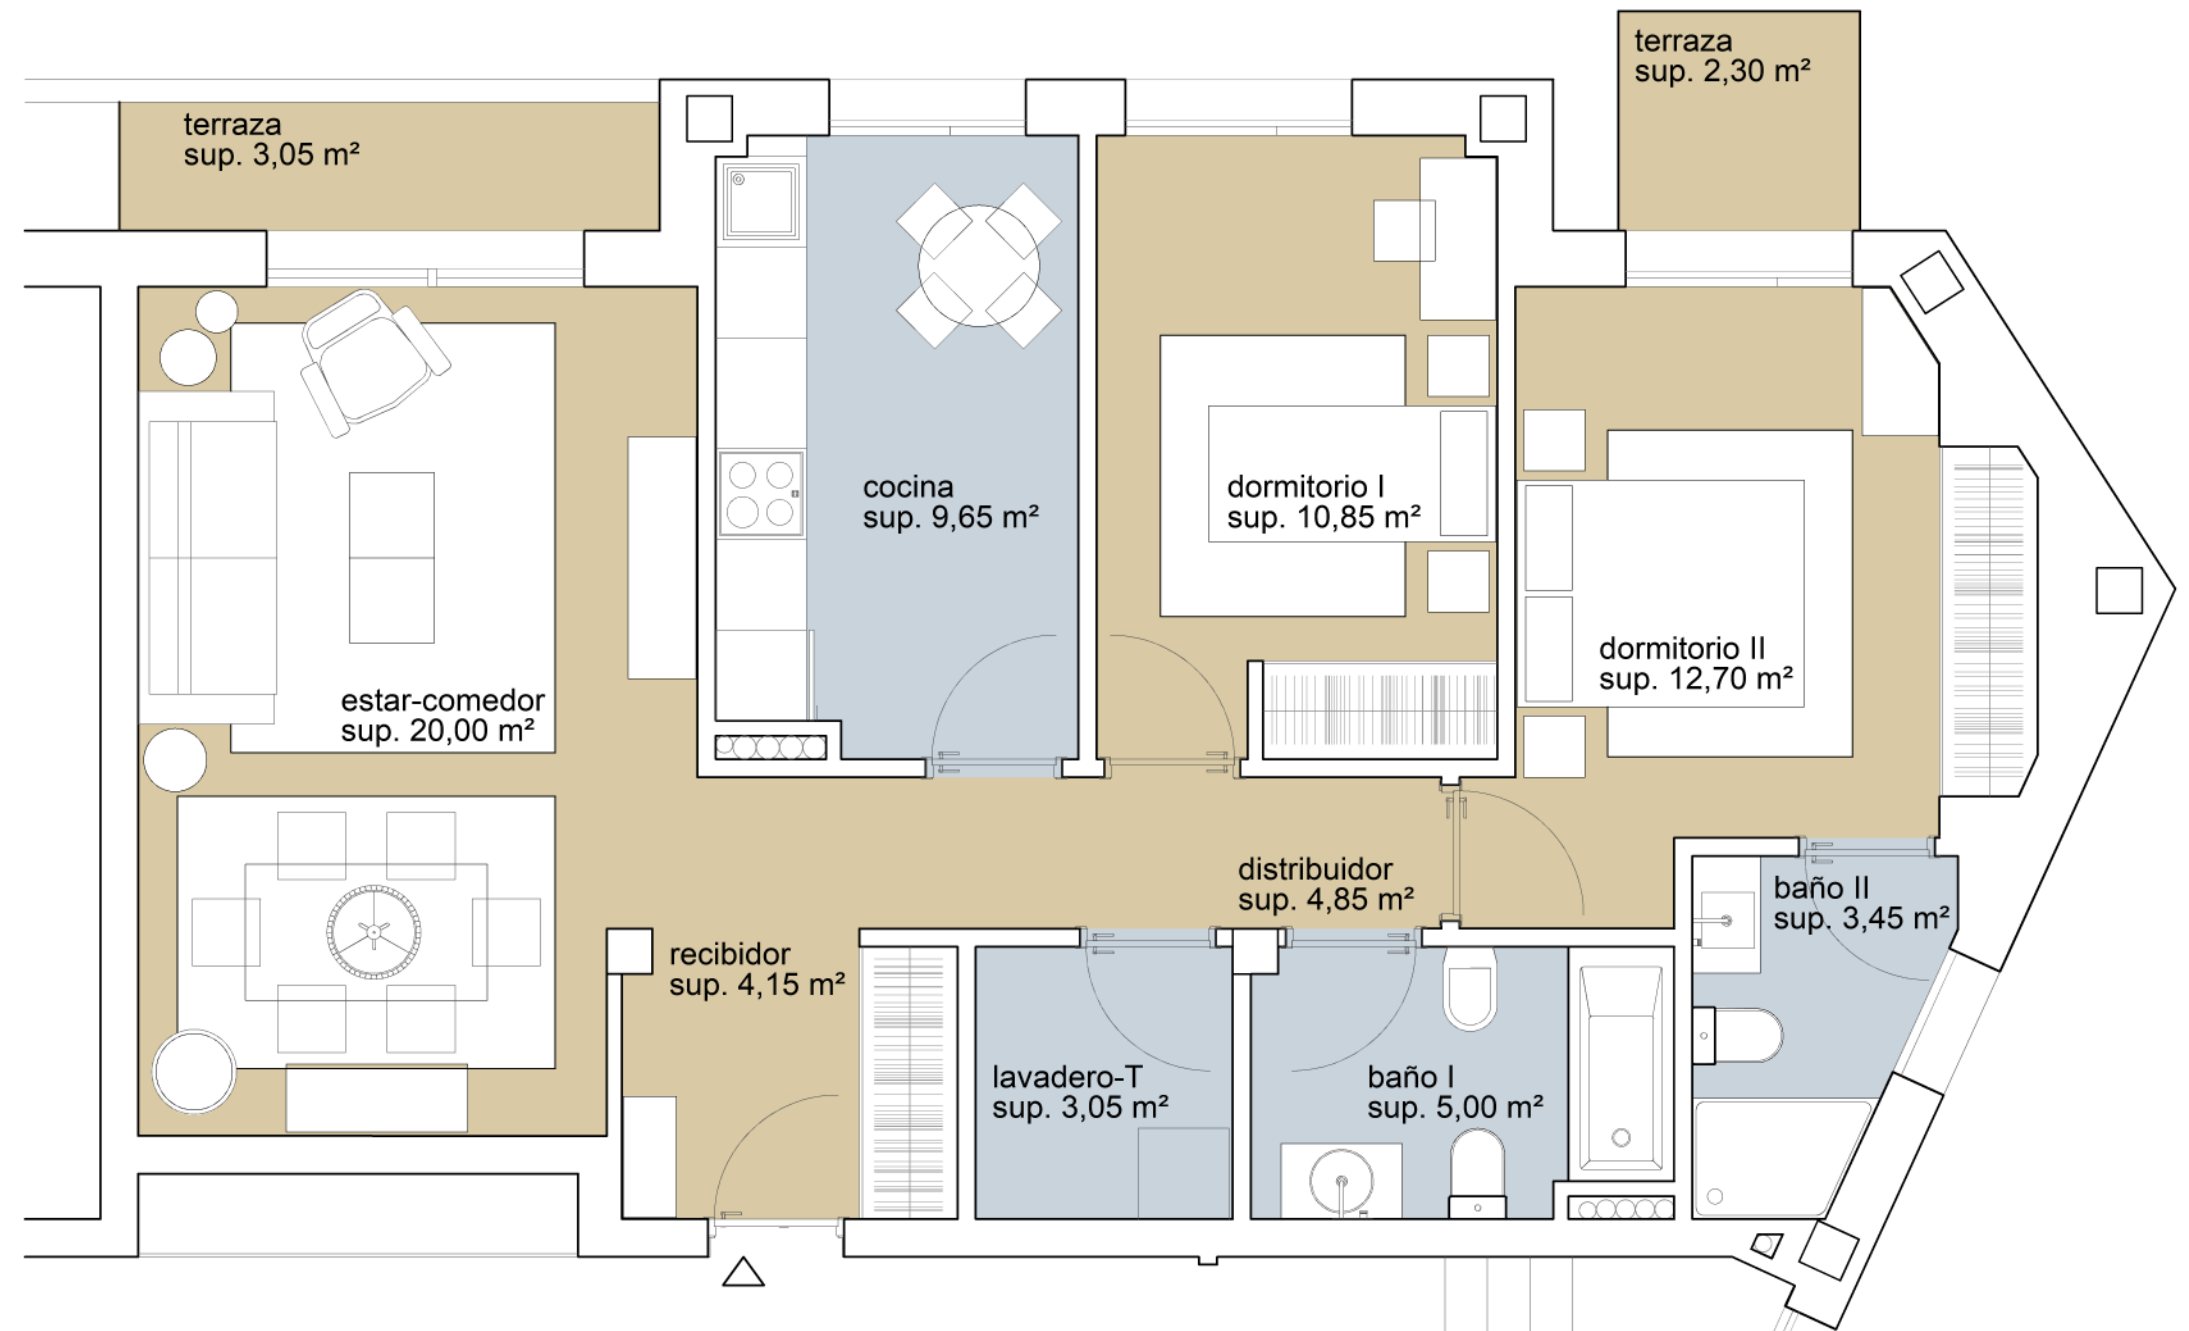 terraza
sup. 2,30 m²
terraza
sup. 3,05 m²
cocina
sup. 9,65 m²
dormitorio I
sup. 10,85 m²
dormitorio II
sup. 12,70 m²
estar-comedor
sup. 20,00 m²
distribuidor
sup. 4,85 m²
baño II
sup. 3,45 m²
recibidor
sup. 4,15 m²
lavadero-T
sup. 3,05 m²
baño I
sup. 5,00 m²